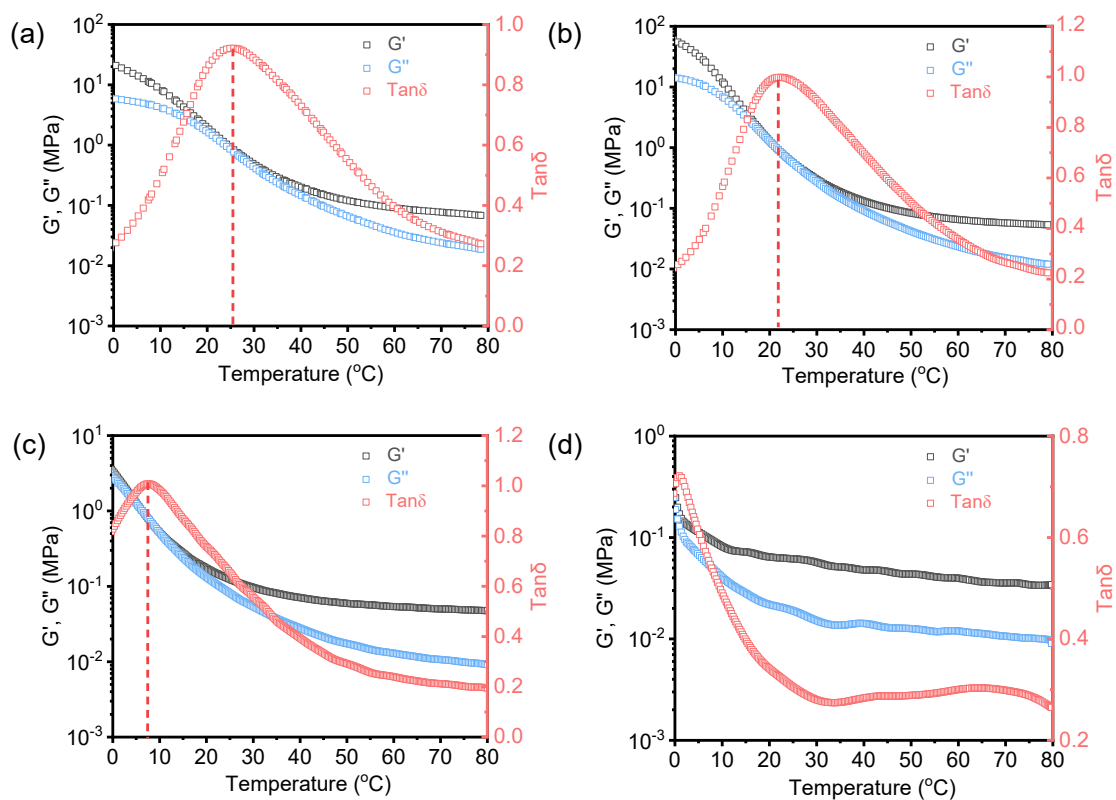 (a)
10² 10¹ 10⁰ 10⁻¹ 10⁻² 10⁻³
G', G'' (MPa)
G'
G''
Tanδ
1.0 0.8 0.6 0.4 0.2 0.0
Tanδ
0 10 20 30 40 50 60 70 80
Temperature (°C)
(b)
10² 10¹ 10⁰ 10⁻¹ 10⁻² 10⁻³
G', G'' (MPa)
G'
G''
Tanδ
1.2 1.0 0.8 0.6 0.4 0.2 0.0
Tanδ
0 10 20 30 40 50 60 70 80
Temperature (°C)
(c)
10¹ 10⁰ 10⁻¹ 10⁻² 10⁻³
G', G'' (MPa)
G'
G''
Tanδ
1.2 1.0 0.8 0.6 0.4 0.2 0.0
Tanδ
0 10 20 30 40 50 60 70 80
Temperature (°C)
(d)
10⁰ 10⁻¹ 10⁻² 10⁻³
G', G'' (MPa)
G'
G''
Tanδ
0.8 0.6 0.4 0.2
Tanδ
0 10 20 30 40 50 60 70 80
Temperature (°C)